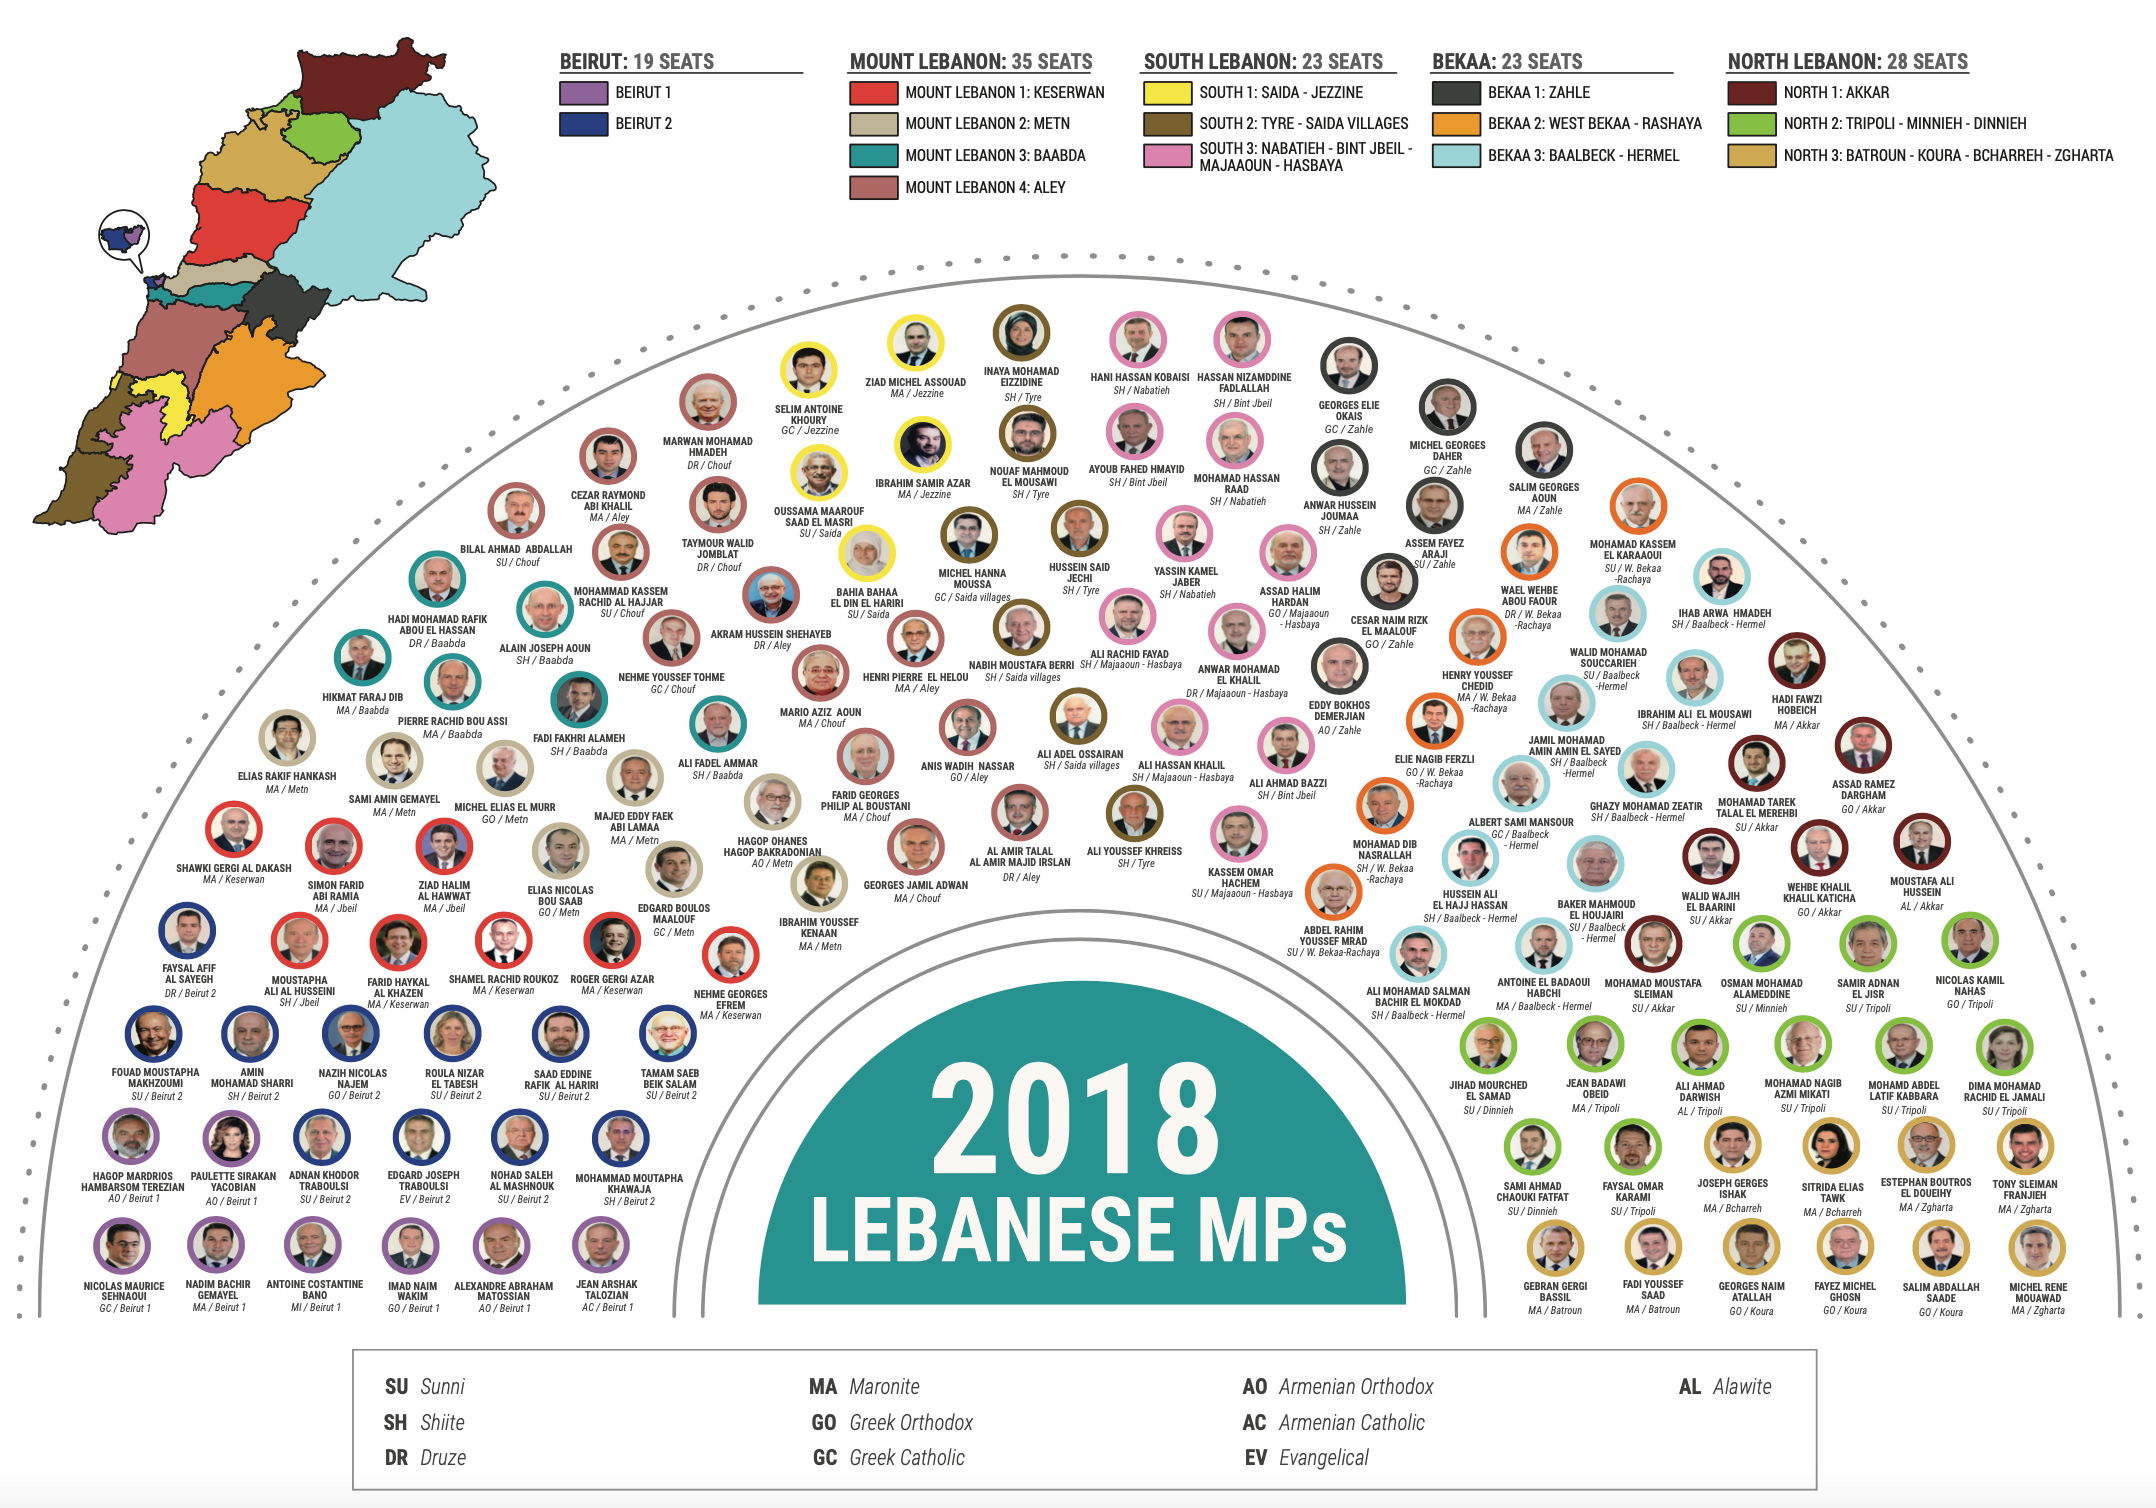 BEIRUT: 19 SEATS
BEIRUT 1
BEIRUT 2
MOUNT LEBANON: 35 SEATS
MOUNT LEBANON 1: KESERWAN
MOUNT LEBANON 2: METN
MOUNT LEBANON 3: BAABDA
MOUNT LEBANON 4: ALEY
SOUTH LEBANON: 23 SEATS
SOUTH 1: SAIDA - JEZZINE
SOUTH 2: TYRE - SAIDA VILLAGES
SOUTH 3: NABATIEH - BINT JBEIL -
MAJAAOUN - HASBAYA
BEKAA: 23 SEATS
BEKAA 1: ZAHLE
BEKAA 2: WEST BEKAA - RASHAYA
BEKAA 3: BAALBECK - HERMEL
NORTH LEBANON: 28 SEATS
NORTH 1: AKKAR
NORTH 2: TRIPOLI - MINNIEH - DINNIEH
NORTH 3: BATROUN - KOURA - BCHARREH - ZGHARTA
INAYA MOHAMAD
EIZZIDINE
SH / Tyre
HANI HASSAN KOBAISI
SH / Nabatieh
HASSAN NIZAMDDINE
FADLALLAH
SH / Bint Jbeil
ZIAD MICHEL ASSOUAD
MA / Jezzine
SELIM ANTOINE
KHOURY
GC / Jezzine
GEORGES ELIE
OKAIS
GC / Zahle
MARWAN MOHAMAD
HMADEH
DR / Chouf
MICHEL GEORGES
DAHER
GC / Zahle
IBRAHIM SAMIR AZAR
MA / Jezzine
NOUAF MAHMOUD
EL MOUSAWI
SH / Tyre
AYOUB FAHED HMAYID
SH / Bint Jbeil
MOHAMAD HASSAN
RAAD
SH / Nabatieh
CEZAR RAYMOND
ABI KHALIL
MA / Aley
OUSSAMA MAAROUF
SAAD EL MASRI
SU / Saida
ANWAR HUSSEIN
JOUMAA
SH / Zahle
SALIM GEORGES
AOUN
MA / Zahle
BILAL AHMAD ABDALLAH
SU / Chouf
TAYMOUR WALID
JOMBLAT
DR / Chouf
ASSEM FAYEZ
ARAJI
SU / Zahle
MOHAMAD KASSEM
EL KARAAOUI
SU / W. Bekaa
-Rachaya
MOHAMMAD KASSEM
RACHID AL HAJJAR
SU / Chouf
BAHIA BAHAA
EL DIN EL HARIRI
SU / Saida
MICHEL HANNA
MOUSSA
GC / Saida villages
HUSSEIN SAID
JECHI
SH / Tyre
YASSIN KAMEL
JABER
SH / Nabatieh
ASSAD HALIM
HARDAN
GO / Majaaoun
- Hasbaya
WAEL WEHBE
ABOU FAOUR
DR / W. Bekaa
-Rachaya
IHAB ARWA HMADEH
SH / Baalbeck - Hermel
HADI MOHAMAD RAFIK
ABOU EL HASSAN
DR / Baabda
ALAIN JOSEPH AOUN
SH / Baabda
AKRAM HUSSEIN SHEHAYEB
DR / Aley
CESAR NAIM RIZK
EL MAALOUF
GO / Zahle
WALID MOHAMAD
SOUCCARIEH
SU / Baalbeck
-Hermel
HIKMAT FARAJ DIB
MA / Baabda
NEHME YOUSSEF TOHME
GC / Chouf
HENRI PIERRE EL HELOU
MA / Aley
NABIH MOUSTAFA BERRI
SH / Saida villages
ALI RACHID FAYAD
SH / Majaaoun - Hasbaya
ANWAR MOHAMAD
EL KHALIL
DR / Majaaoun - Hasbaya
HENRY YOUSSEF
CHEDID
MA / W. Bekaa
-Rachaya
HADI FAWZI
HOBEICH
MA / Akkar
PIERRE RACHID BOU ASSI
MA / Baabda
FADI FAKHRI ALAMEH
SH / Baabda
MARIO AZIZ AOUN
MA / Chouf
EDDY BOKHOS
DEMERJIAN
AO / Zahle
IBRAHIM ALI EL MOUSAWI
SH / Baalbeck - Hermel
JAMIL MOHAMAD
AMIN AMIN EL SAYED
SH / Baalbeck
-Hermel
ELIAS RAKIF HANKASH
MA / Metn
SAMI AMIN GEMAYEL
MA / Metn
MICHEL ELIAS EL MURR
GO / Metn
ALI FADEL AMMAR
SH / Baabda
ANIS WADIH NASSAR
GO / Aley
ALI ADEL OSSAIRAN
SH / Saida villages
ALI HASSAN KHALIL
SH / Majaaoun - Hasbaya
ALI AHMAD BAZZI
SH / Bint Jbeil
ELIE NAGIB FERZLI
GO / W. Bekaa
-Rachaya
ASSAD RAMEZ
DARGHAM
GO / Akkar
MAJED EDDY FAEK
ABI LAMAA
MA / Metn
FARID GEORGES
PHILIP AL BOUSTANI
MA / Chouf
ALBERT SAMI MANSOUR
GC / Baalbeck
- Hermel
GHAZY MOHAMAD ZEATIR
SH / Baalbeck - Hermel
MOHAMAD TAREK
TALAL EL MEREHBI
SU / Akkar
SHAWKI GERGI AL DAKASH
MA / Keserwan
SIMON FARID
ABI RAMIA
MA / Jbeil
ZIAD HALIM
AL HAWWAT
MA / Jbeil
ELIAS NICOLAS
BOU SAAB
GO / Metn
HAGOP OHANES
HAGOP BAKRADONIAN
AO / Metn
AL AMIR TALAL
AL AMIR MAJID IRSLAN
DR / Aley
ALI YOUSSEF KHREISS
SH / Tyre
MOHAMAD DIB
NASRALLAH
SH / W. Bekaa
-Rachaya
EDGARD BOULOS
MAALOUF
GC / Metn
GEORGES JAMIL ADWAN
MA / Chouf
KASSEM OMAR
HACHEM
SU / Majaaoun - Hasbaya
HUSSEIN ALI
EL HAJJ HASSAN
SH / Baalbeck - Hermel
BAKER MAHMOUD
EL HOUJAIRI
SU / Baalbeck
- Hermel
WALID WAJIH
EL BAARINI
SU / Akkar
WEHBE KHALIL
KHALIL KATICHA
GO / Akkar
MOUSTAFA ALI
HUSSEIN
AL / Akkar
IBRAHIM YOUSSEF
KENAAN
MA / Metn
ABDEL RAHIM
YOUSSEF MRAD
SU / W. Bekaa-Rachaya
FAYSAL AFIF
AL SAYEGH
DR / Beirut 2
MOUSTAPHA
ALI AL HUSSEINI
SH / Jbeil
FARID HAYKAL
AL KHAZEN
MA / Keserwan
SHAMEL RACHID ROUKOZ
MA / Keserwan
ROGER GERGI AZAR
MA / Keserwan
NEHME GEORGES
EFREM
MA / Keserwan
ALI MOHAMAD SALMAN
BACHIR EL MOKDAD
SH / Baalbeck - Hermel
ANTOINE EL BADAOUI
HABCHI
MA / Baalbeck - Hermel
MOHAMAD MOUSTAFA
SLEIMAN
SU / Akkar
OSMAN MOHAMAD
ALAMEDDINE
SU / Minnieh
SAMIR ADNAN
EL JISR
SU / Tripoli
NICOLAS KAMIL
NAHAS
GO / Tripoli
FOUAD MOUSTAPHA
MAKHZOUMI
SU / Beirut 2
AMIN
MOHAMAD SHARRI
SH / Beirut 2
NAZIH NICOLAS
NAJEM
GO / Beirut 2
ROULA NIZAR
EL TABESH
SU / Beirut 2
SAAD EDDINE
RAFIK AL HARIRI
SU / Beirut 2
TAMAM SAEB
BEIK SALAM
SU / Beirut 2
JIHAD MOURCHED
EL SAMAD
SU / Dinnieh
JEAN BADAWI
OBEID
MA / Tripoli
ALI AHMAD
DARWISH
AL / Tripoli
MOHAMAD NAGIB
AZMI MIKATI
SU / Tripoli
MOHAMD ABDEL
LATIF KABBARA
SU / Tripoli
DIMA MOHAMAD
RACHID EL JAMALI
SU / Tripoli
HAGOP MARDRIOS
HAMBARSOM TEREZIAN
AO / Beirut 1
PAULETTE SIRAKAN
YACOBIAN
AO / Beirut 1
ADNAN KHODOR
TRABOULSI
SU / Beirut 2
EDGARD JOSEPH
TRABOULSI
EV / Beirut 2
NOHAD SALEH
AL MASHNOUK
SU / Beirut 2
MOHAMMAD MOUTAPHA
KHAWAJA
SH / Beirut 2
SAMI AHMAD
CHAOUKI FATFAT
SU / Dinnieh
FAYSAL OMAR
KARAMI
SU / Tripoli
JOSEPH GERGES
ISHAK
MA / Bcharreh
SITRIDA ELIAS
TAWK
MA / Bcharreh
ESTEPHAN BOUTROS
EL DOUEIHY
MA / Zgharta
TONY SLEIMAN
FRANJIEH
MA / Zgharta
NICOLAS MAURICE
SEHNAOUI
GC / Beirut 1
NADIM BACHIR
GEMAYEL
MA / Beirut 1
ANTOINE COSTANTINE
BANO
MI / Beirut 1
IMAD NAIM
WAKIM
GO / Beirut 1
ALEXANDRE ABRAHAM
MATOSSIAN
AO / Beirut 1
JEAN ARSHAK
TALOZIAN
AC / Beirut 1
GEBRAN GERGI
BASSIL
MA / Batroun
FADI YOUSSEF
SAAD
MA / Batroun
GEORGES NAIM
ATALLAH
GO / Koura
FAYEZ MICHEL
GHOSN
GO / Koura
SALIM ABDALLAH
SAADE
GO / Koura
MICHEL RENE
MOUAWAD
MA / Zgharta
2018
LEBANESE MPs
SU Sunni
SH Shiite
DR Druze
MA Maronite
GO Greek Orthodox
GC Greek Catholic
AO Armenian Orthodox
AC Armenian Catholic
EV Evangelical
AL Alawite